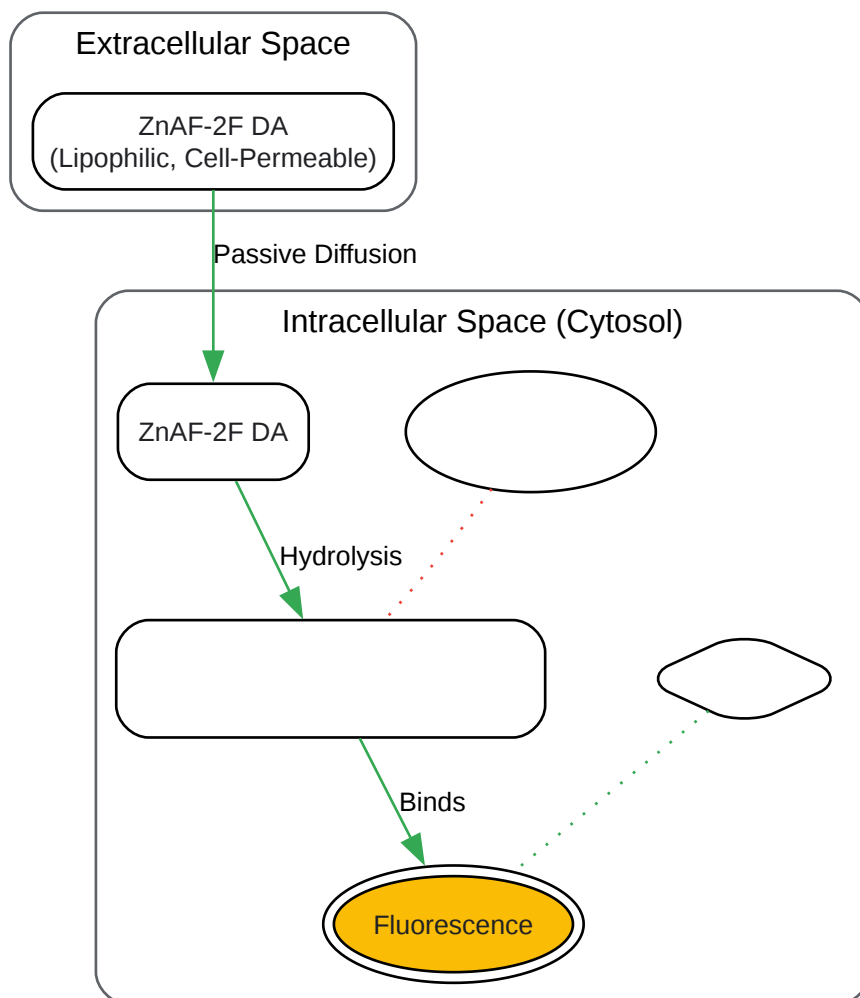 Extracellular Space
ZnAF-2F DA
(Lipophilic, Cell-Permeable)
Passive Diffusion
Intracellular Space (Cytosol)
ZnAF-2F DA
Hydrolysis
Binds
Fluorescence